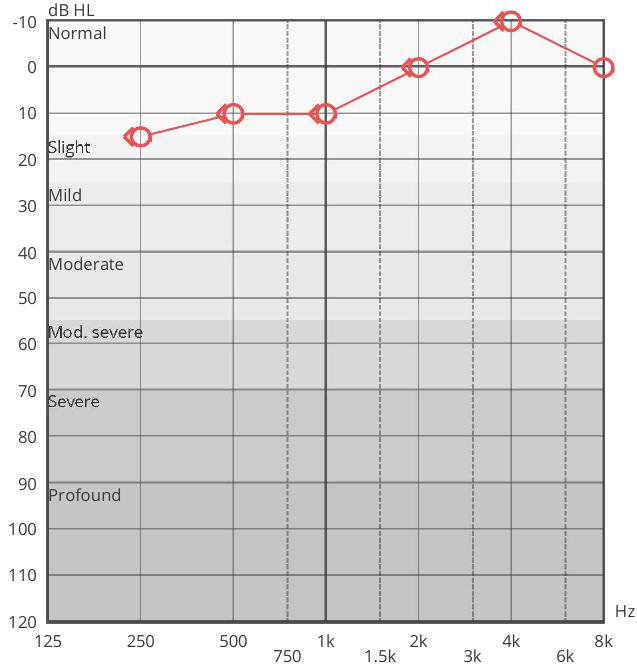 dB HL
-10
Normal
0
10
Slight
20
Mild
30
40
Moderate
50
Mod. severe
60
70
Severe
80
90
Profound
100
110
120
Hz
125 250 500 1k 2k 4k 8k
750 1.5k 3k 6k